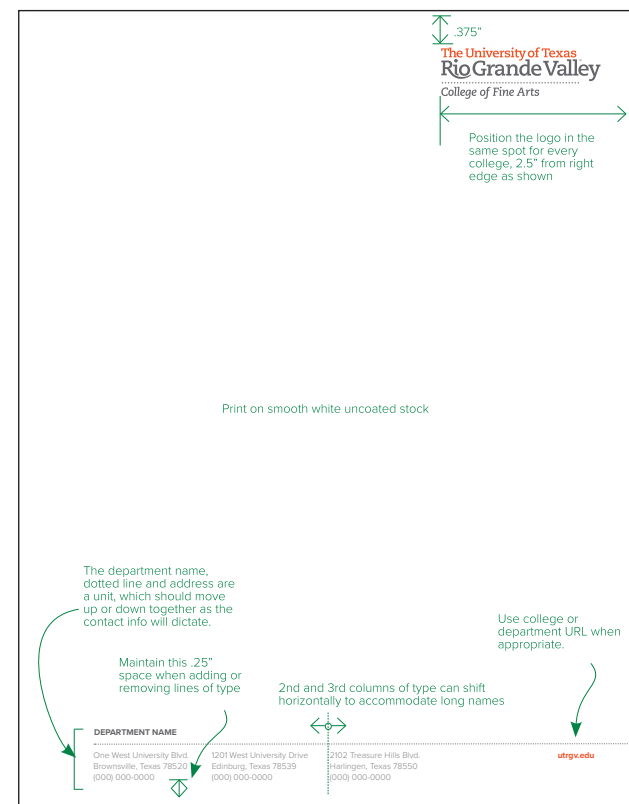 .375”
The University of Texas
Rio Grande Valley™
College of Fine Arts
Position the logo in the
same spot for every
college, 2.5” from right
edge as shown
Print on smooth white uncoated stock
The department name,
dotted line and address are
a unit, which should move
up or down together as the
contact info will dictate.
Maintain this .25”
space when adding or
removing lines of type
2nd and 3rd columns of type can shift
horizontally to accommodate long names
Use college or
department URL when
appropriate.
DEPARTMENT NAME
One West University Blvd.
Brownsville, Texas 78520
(000) 000-0000
1201 West University Drive
Edinburg, Texas 78539
(000) 000-0000
2102 Treasure Hills Blvd.
Harlingen, Texas 78550
(000) 000-0000
utrgv.edu